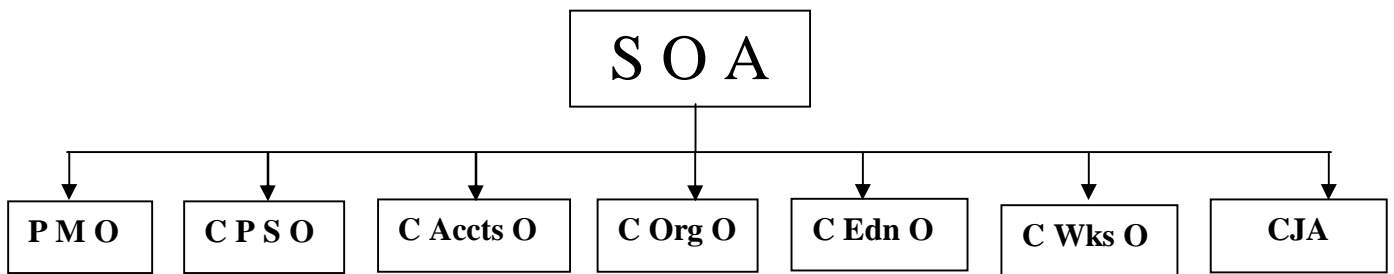 S O A
P M O
C P S O
C Accts O
C Org O
C Edn O
C Wks O
CJA